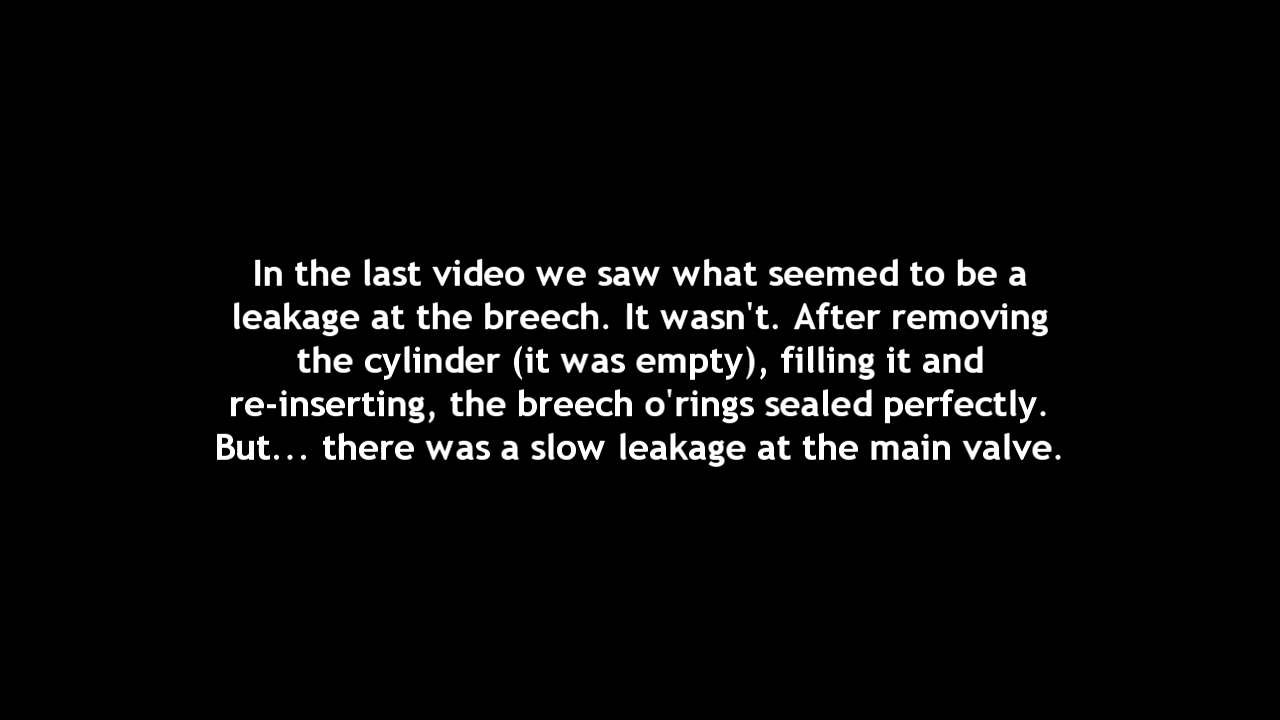 In the last video we saw what seemed to be a
leakage at the breech. It wasn't. After removing
the cylinder (it was empty), filling it and
re-inserting, the breech o'rings sealed perfectly.
But... there was a slow leakage at the main valve.